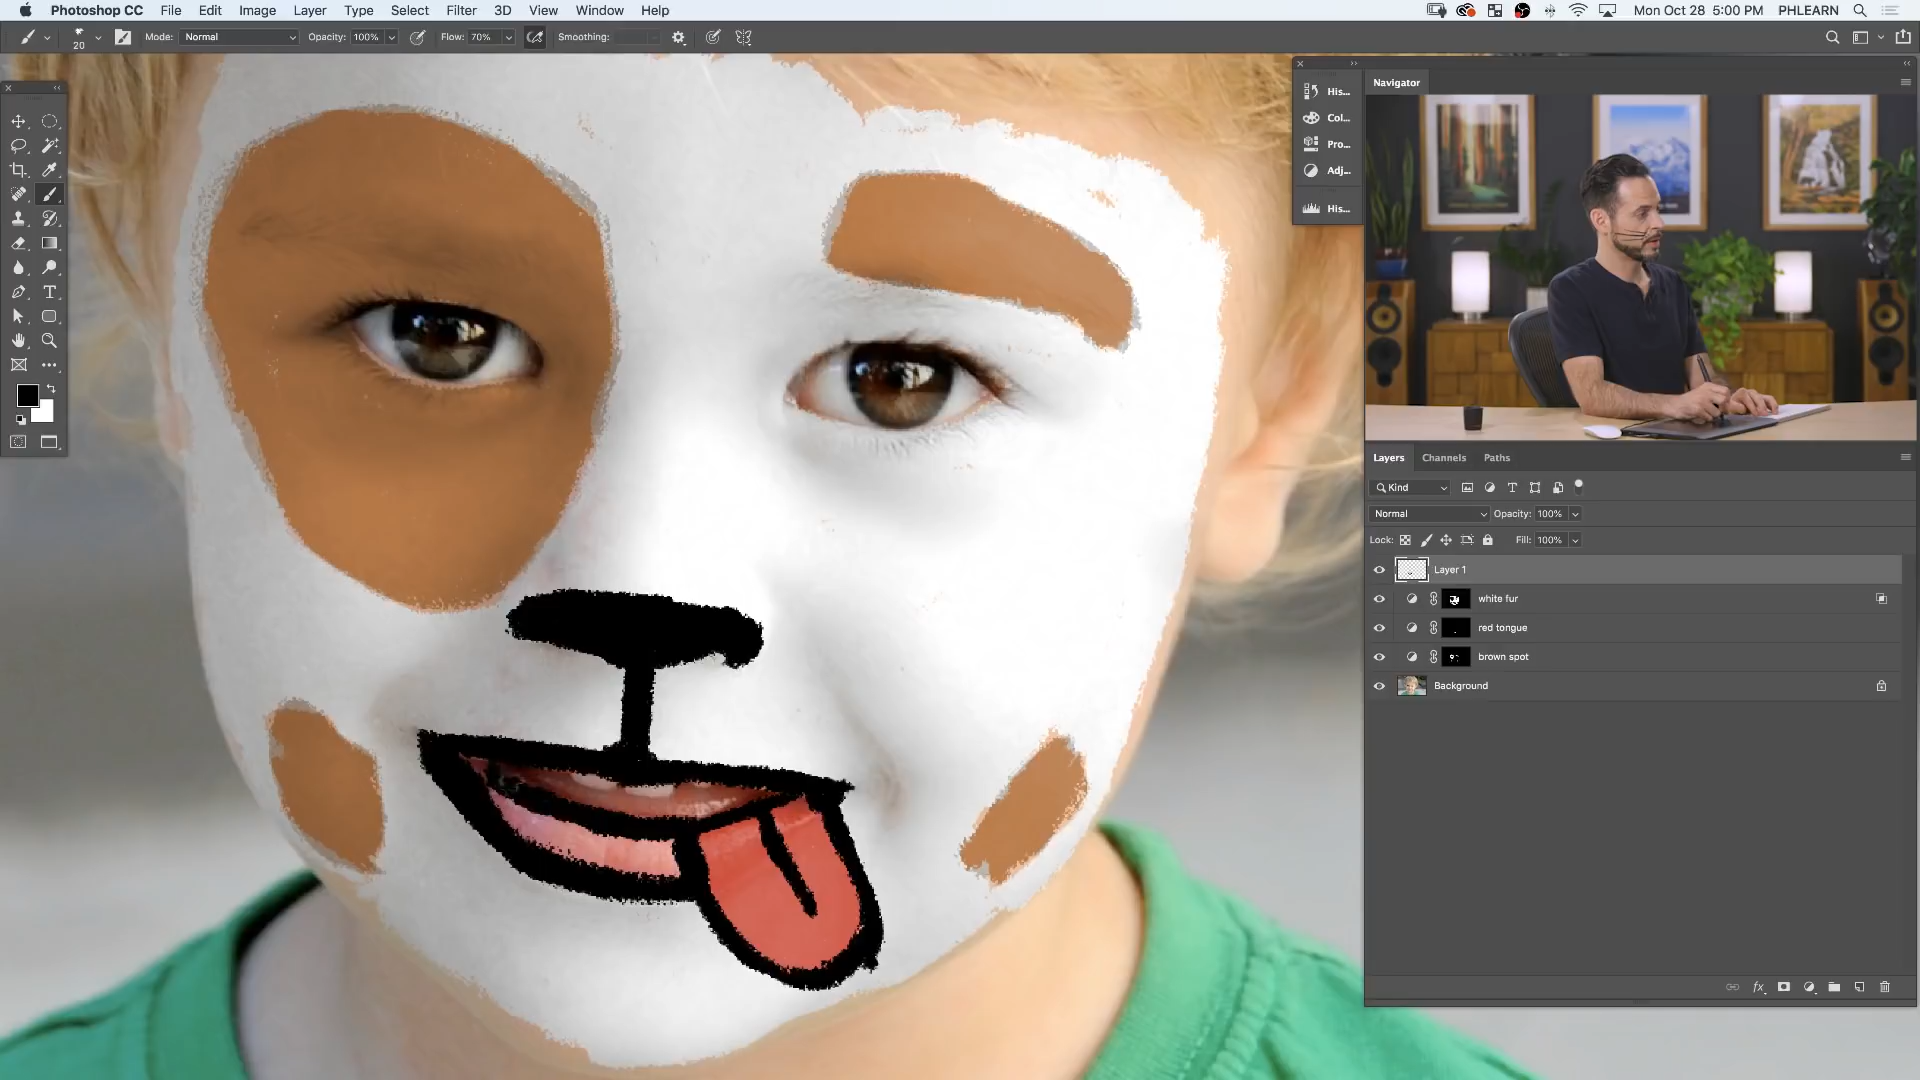 Photoshop CC File Edit Image Layer Type Select Filter 3D View Window Help Mon Oct 28 5:00 PM PHLEARN
20 Mode: Normal Opacity: 100% Flow: 70% Smoothing:
His...
Col...
Pro...
Adj...
His...
Navigator
Layers Channels Paths
Kind
Normal Opacity: 100%
Lock: Fill: 100%
Layer 1
white fur
red tongue
brown spot
Background
fx